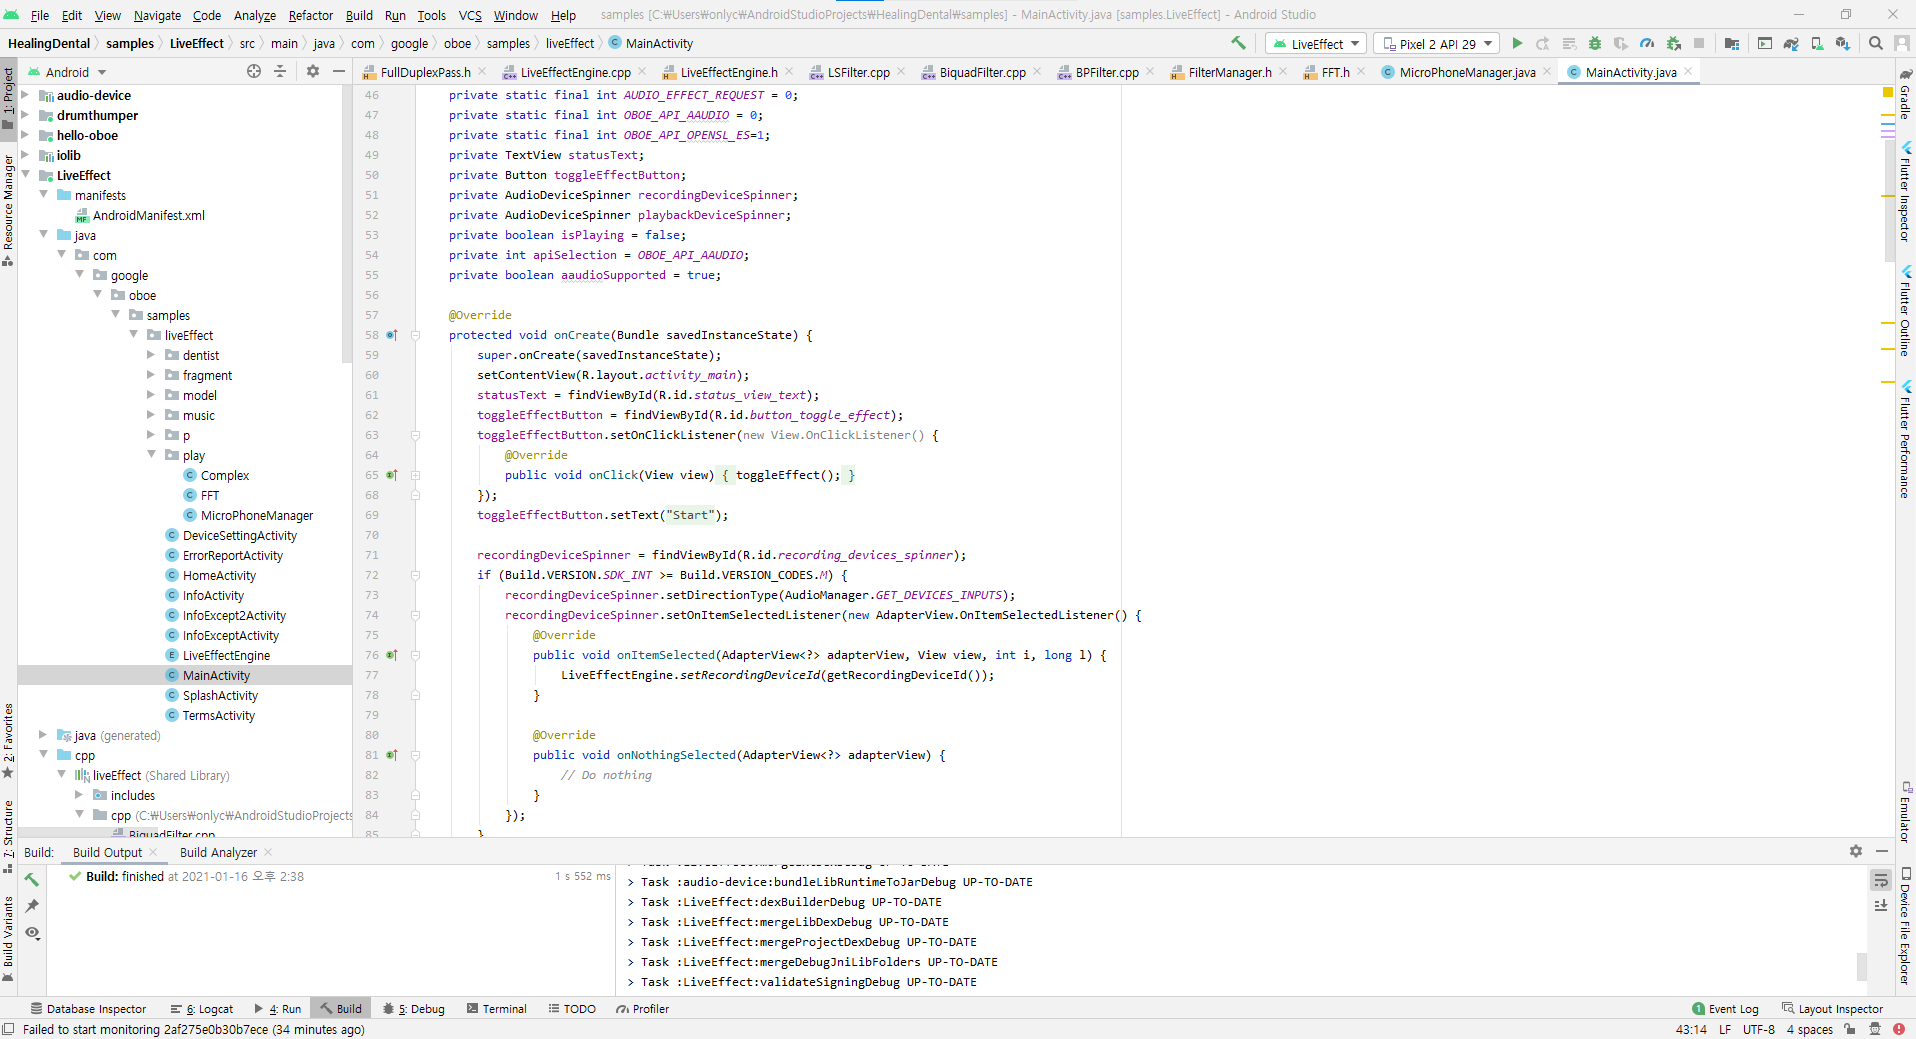 File Edit View Navigate Code Analyze Refactor Build Run Tools VCS Window Help samples [C:₩Users₩onlyc₩AndroidStudioProjects₩HealingDental₩samples] - MainActivity.java [samples.LiveEffect] - Android Studio
HealingDental samples LiveEffect src main java com google oboe samples liveEffect MainActivity LiveEffect Pixel 2 API 29
Android
FullDuplexPass.h LiveEffectEngine.cpp LiveEffectEngine.h LSFilter.cpp BiquadFilter.cpp BPFilter.cpp FilterManager.h FFT.h MicroPhoneManager.java MainActivity.java
1: Project
Resource Manager
2: Favorites
7: Structure
Build Variants
audio-device
drumthumper
hello-oboe
iolib
LiveEffect
manifests
AndroidManifest.xml
java
com
google
oboe
samples
liveEffect
dentist
fragment
model
music
p
play
Complex
FFT
MicroPhoneManager
DeviceSettingActivity
ErrorReportActivity
HomeActivity
InfoActivity
InfoExcept2Activity
InfoExceptActivity
LiveEffectEngine
MainActivity
SplashActivity
TermsActivity
java (generated)
cpp
liveEffect (Shared Library)
includes
cpp (C:₩Users₩onlyc₩AndroidStudioProjects
BiquadFilter.cpp
46 private static final int AUDIO_EFFECT_REQUEST = 0;
47 private static final int OBOE_API_AAUDIO = 0;
48 private static final int OBOE_API_OPENSL_ES=1;
49 private TextView statusText;
50 private Button toggleEffectButton;
51 private AudioDeviceSpinner recordingDeviceSpinner;
52 private AudioDeviceSpinner playbackDeviceSpinner;
53 private boolean isPlaying = false;
54 private int apiSelection = OBOE_API_AAUDIO;
55 private boolean aaudioSupported = true;
56
57 @Override
58 protected void onCreate(Bundle savedInstanceState) {
59 super.onCreate(savedInstanceState);
60 setContentView(R.layout.activity_main);
61 statusText = findViewById(R.id.status_view_text);
62 toggleEffectButton = findViewById(R.id.button_toggle_effect);
63 toggleEffectButton.setOnClickListener(new View.OnClickListener() {
64 @Override
65 public void onClick(View view) { toggleEffect(); }
68 });
69 toggleEffectButton.setText("Start");
70
71 recordingDeviceSpinner = findViewById(R.id.recording_devices_spinner);
72 if (Build.VERSION.SDK_INT >= Build.VERSION_CODES.M) {
73 recordingDeviceSpinner.setDirectionType(AudioManager.GET_DEVICES_INPUTS);
74 recordingDeviceSpinner.setOnItemSelectedListener(new AdapterView.OnItemSelectedListener() {
75 @Override
76 public void onItemSelected(AdapterView<?> adapterView, View view, int i, long l) {
77 LiveEffectEngine.setRecordingDeviceId(getRecordingDeviceId());
78 }
79
80 @Override
81 public void onNothingSelected(AdapterView<?> adapterView) {
82 // Do nothing
83 }
84 });
85 }
Gradle
Flutter Inspector
Flutter Outline
Flutter Performance
Emulator
Device File Explorer
Build: Build Output Build Analyzer
Build: finished at 2021-01-16 오후 2:38 1 s 552 ms
> Task :audio-device:bundleLibRuntimeToJarDebug UP-TO-DATE
> Task :LiveEffect:dexBuilderDebug UP-TO-DATE
> Task :LiveEffect:mergeLibDexDebug UP-TO-DATE
> Task :LiveEffect:mergeProjectDexDebug UP-TO-DATE
> Task :LiveEffect:mergeDebugJniLibFolders UP-TO-DATE
> Task :LiveEffect:validateSigningDebug UP-TO-DATE
Database Inspector 6: Logcat 4: Run Build 5: Debug Terminal TODO Profiler 1 Event Log Layout Inspector
Failed to start monitoring 2af275e0b30b7ece (34 minutes ago) 43:14 LF UTF-8 4 spaces